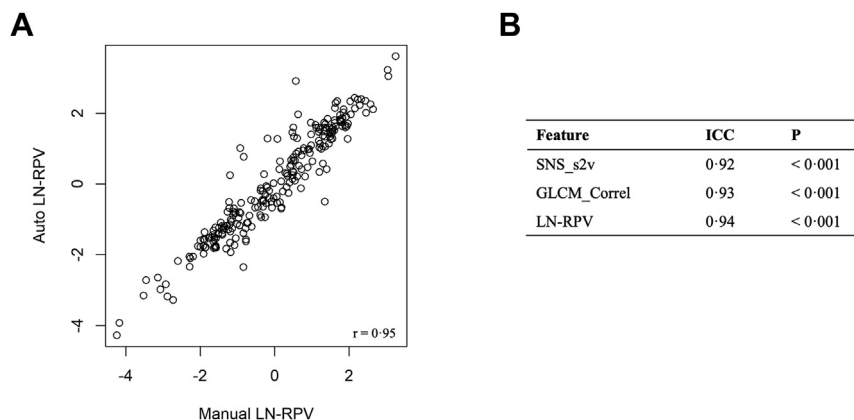 A
B
Auto LN-RPV
2
0
-2
-4
r = 0·95
-4 -2 0 2
Manual LN-RPV
Feature ICC P
SNS_s2v 0·92 < 0·001
GLCM_Correl 0·93 < 0·001
LN-RPV 0·94 < 0·001